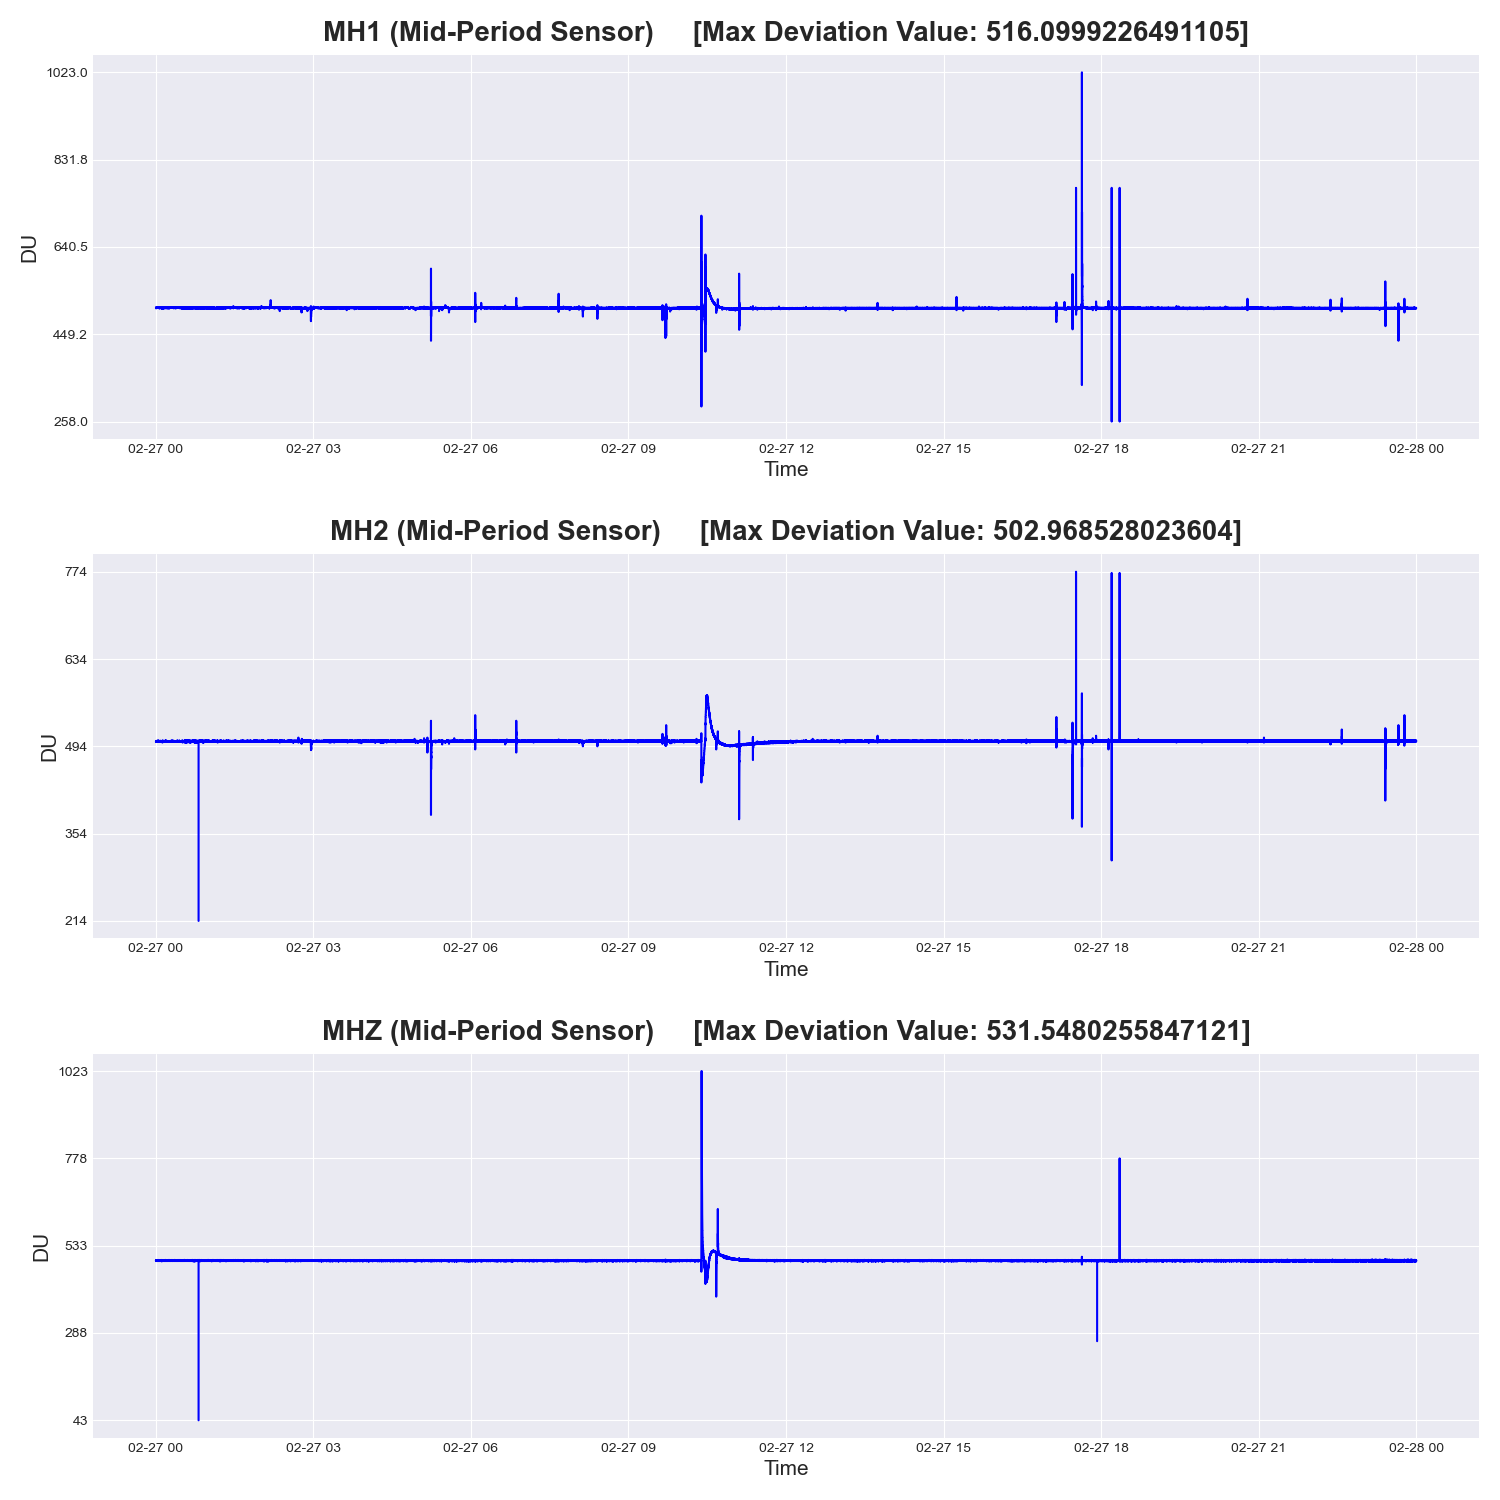 MH1 (Mid-Period Sensor) [Max Deviation Value: 516.0999226491105]
1023.0
831.8
640.5
449.2
258.0
DU
02-27 00 02-27 03 02-27 06 02-27 09 02-27 12 02-27 15 02-27 18 02-27 21 02-28 00
Time
MH2 (Mid-Period Sensor) [Max Deviation Value: 502.968528023604]
774
634
494
354
214
DU
02-27 00 02-27 03 02-27 06 02-27 09 02-27 12 02-27 15 02-27 18 02-27 21 02-28 00
Time
MHZ (Mid-Period Sensor) [Max Deviation Value: 531.5480255847121]
1023
778
533
288
43
DU
02-27 00 02-27 03 02-27 06 02-27 09 02-27 12 02-27 15 02-27 18 02-27 21 02-28 00
Time